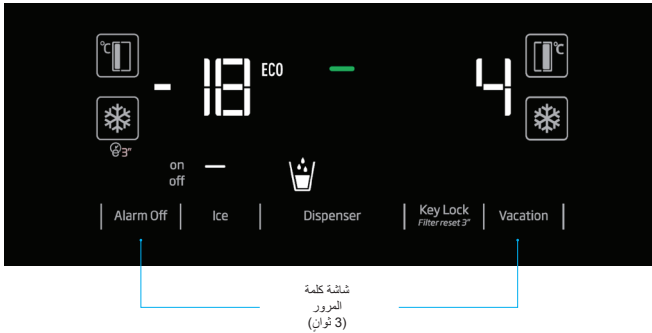 °C
- 18 ECO
4
°C
3"
on
off
Alarm Off
Ice
Dispenser
Key Lock
Filter reset 3"
Vacation
شاشة كلمة
المرور
(3 ثوانٍ)